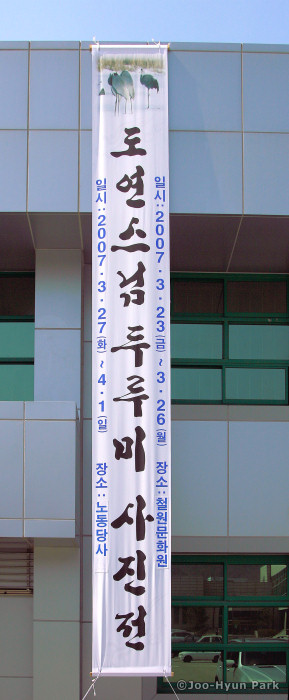 일시 : 2007 · 3 · 23(금) ~ 3 · 26(월) 장소 : 철원문화원
도연스님 두루미 사진전
일시 : 2007 · 3 · 27(화) ~ 4 · 1(일) 장소 : 노동당사
©Joo-Hyun Park